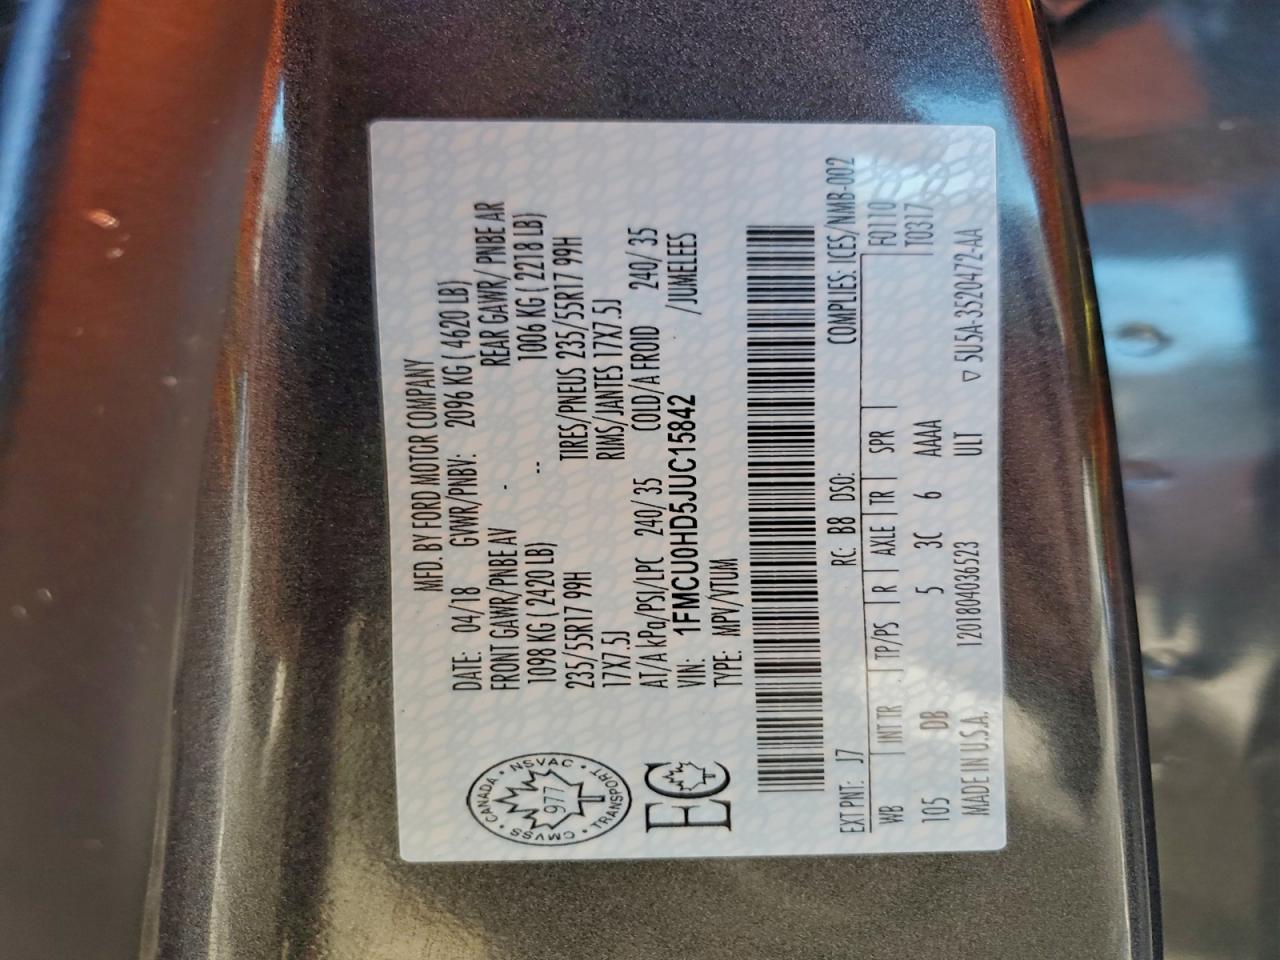 MFD. BY FORD MOTOR COMPANY
DATE: 04/18 GWR/PNBV: 2096 KG ( 4620 LB)
FRONT GAWR/PNBE AV - REAR GAWR/ PNBE AR
1098 KG ( 2420 LB) -- 1006 KG ( 2218 LB)
235/55R17 99H TIRES/PNEUS 235/55R17 99H
17X7.5J RIMS/JANTES 17X7.5J
AT/A kPa/PSI/LPC 240/ 35 COLD/A FROID 240/ 35
VIN: 1FMCU0HD5JUC15842 /JUMELEES
TYPE: MPV/VTUM
CANADA • NSVAC • TRANSPORT • CMVSS •
977
EC
EXT PNT: J7 RC: B8 DSO: COMPLIES: ICES/NMB-002
WB | INT TR | TP/PS | R | AXLE | TR | SPR | F0110
105 DB 5 3C 6 AAAA T0317
MADE IN U.S.A. 1201804036523 ULT ▽ 5U5A-3520472-AA